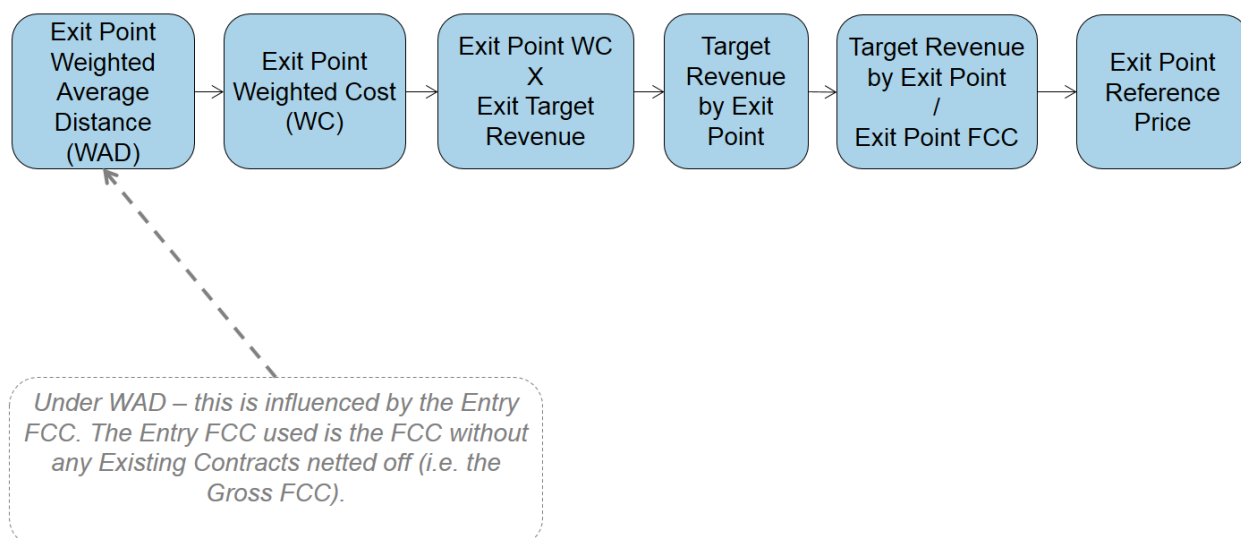 Exit Point
Weighted
Average
Distance
(WAD)
Exit Point
Weighted Cost
(WC)
Exit Point WC
X
Exit Target
Revenue
Target
Revenue
by Exit
Point
Target Revenue
by Exit Point
/
Exit Point FCC
Exit Point
Reference
Price
Under WAD – this is influenced by the Entry
FCC. The Entry FCC used is the FCC without
any Existing Contracts netted off (i.e. the
Gross FCC).